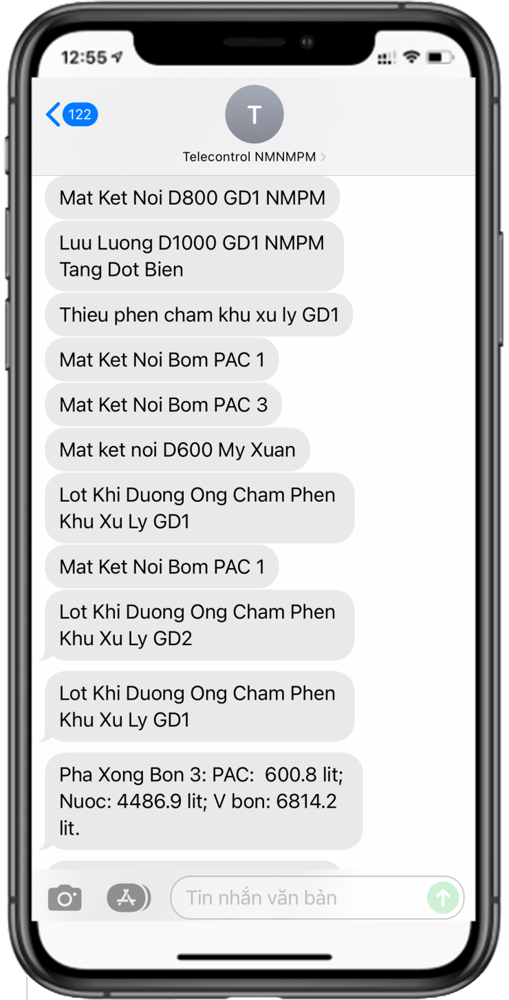 12:55
122
T
Telecontrol NMNMPM
Mat Ket Noi D800 GD1 NMPM
Luu Luong D1000 GD1 NMPM
Tang Dot Bien
Thieu phen cham khu xu ly GD1
Mat Ket Noi Bom PAC 1
Mat Ket Noi Bom PAC 3
Mat ket noi D600 My Xuan
Lot Khi Duong Ong Cham Phen
Khu Xu Ly GD1
Mat Ket Noi Bom PAC 1
Lot Khi Duong Ong Cham Phen
Khu Xu Ly GD2
Lot Khi Duong Ong Cham Phen
Khu Xu Ly GD1
Pha Xong Bon 3: PAC:  600.8 lit;
Nuoc: 4486.9 lit; V bon: 6814.2
lit.
Tin nhắn văn bản